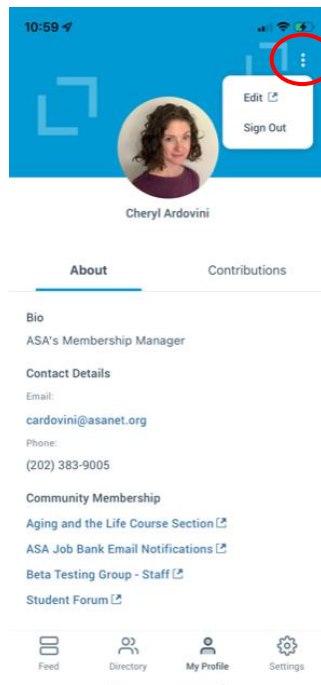 10:59
Edit
Sign Out
Cheryl Ardovini
About Contributions
Bio
ASA's Membership Manager
Contact Details
Email:
cardovini@asanet.org
Phone:
(202) 383-9005
Community Membership
Aging and the Life Course Section
ASA Job Bank Email Notifications
Beta Testing Group - Staff
Student Forum
Feed Directory My Profile Settings